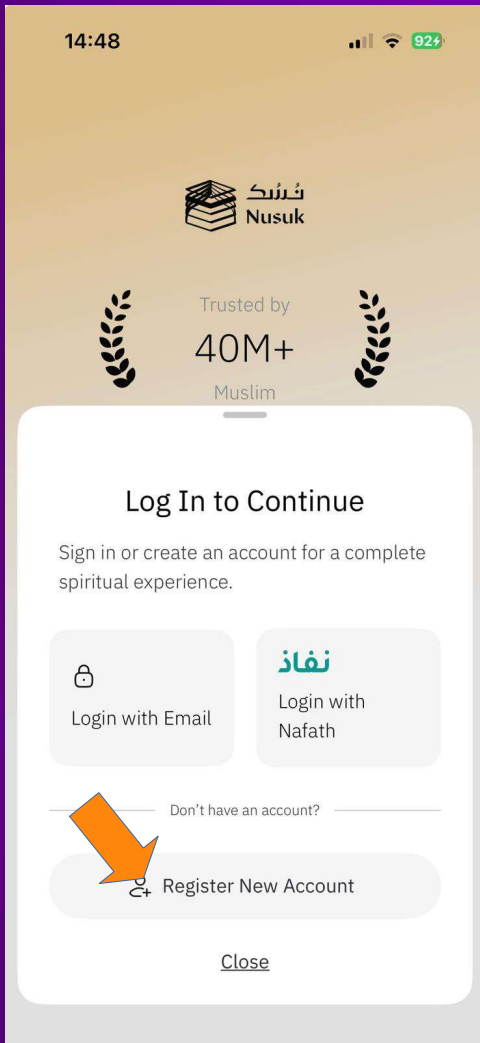 14:48
92
نُسُك
Nusuk
Trusted by
40M+
Muslim
Log In to Continue
Sign in or create an account for a complete
spiritual experience.
Login with Email
نفاذ
Login with
Nafath
Don't have an account?
Register New Account
Close